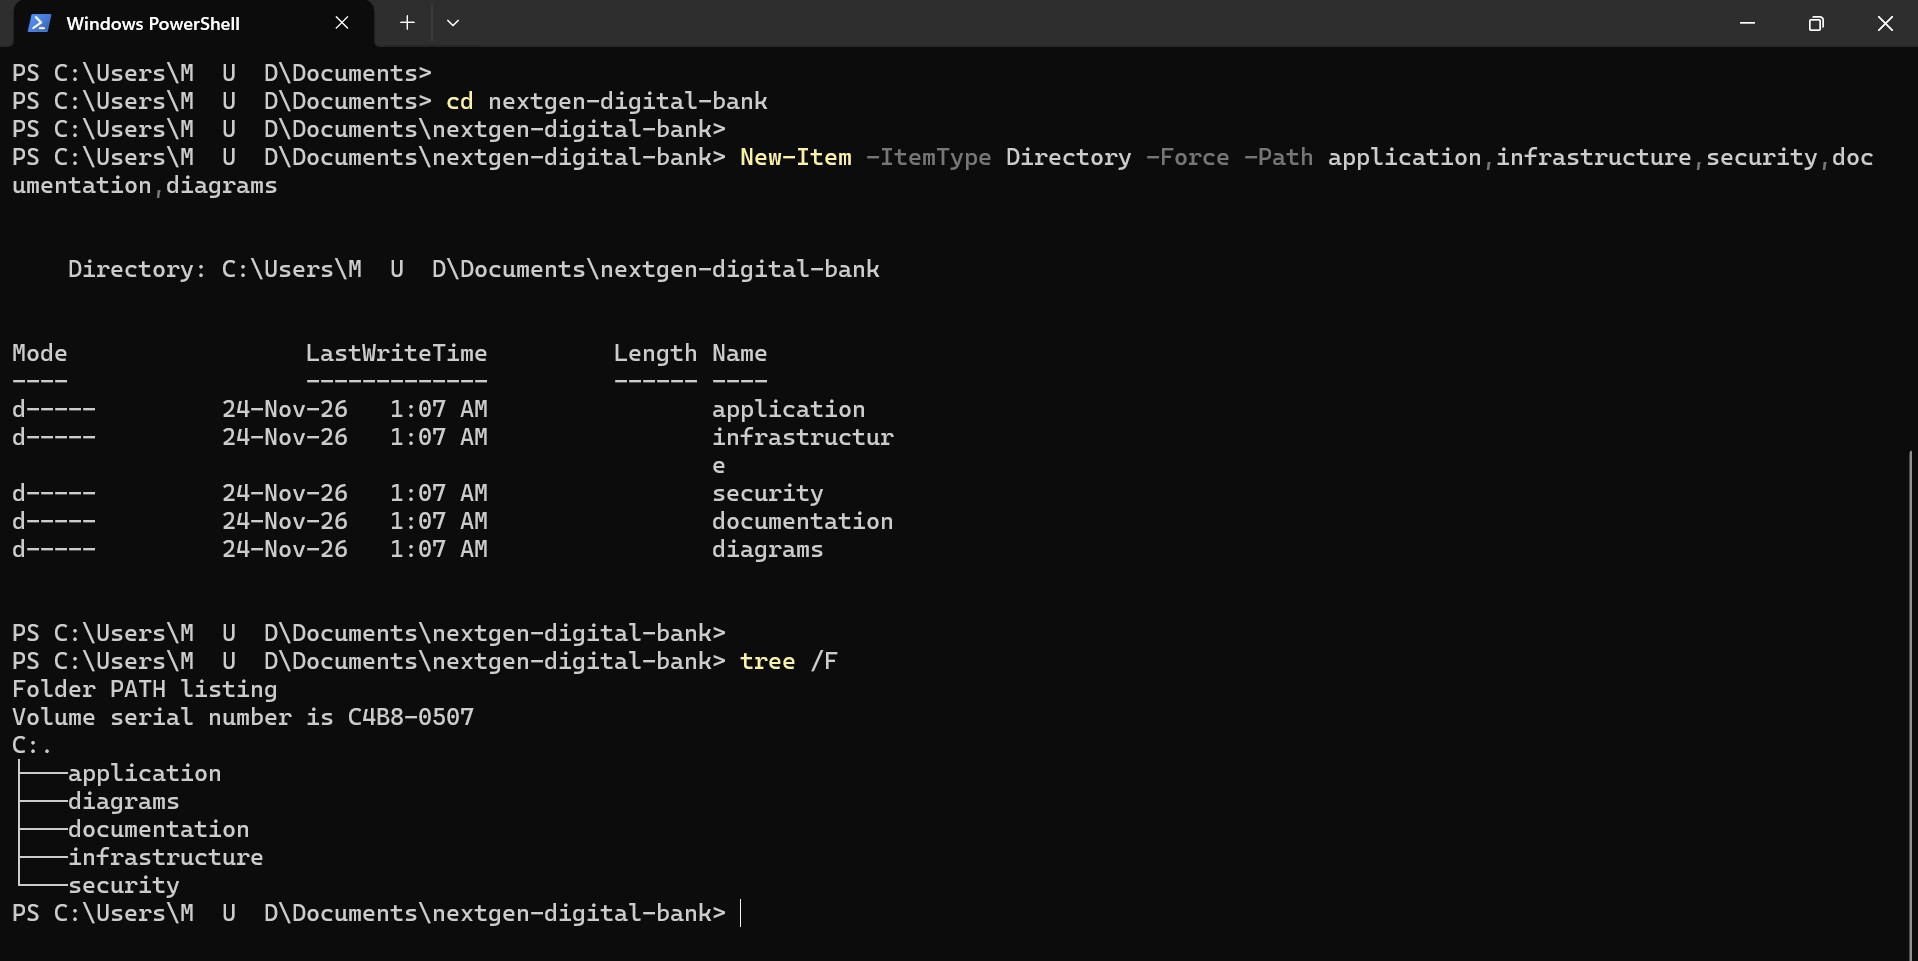 Windows PowerShell
PS C:\Users\M  U  D\Documents>
PS C:\Users\M  U  D\Documents> cd nextgen-digital-bank
PS C:\Users\M  U  D\Documents\nextgen-digital-bank>
PS C:\Users\M  U  D\Documents\nextgen-digital-bank> New-Item -ItemType Directory -Force -Path application,infrastructure,security,doc
umentation,diagrams
    Directory: C:\Users\M  U  D\Documents\nextgen-digital-bank
Mode                 LastWriteTime         Length Name
----                 -------------         ------ ----
d-----         24-Nov-26   1:07 AM                application
d-----         24-Nov-26   1:07 AM                infrastructur
                                                  e
d-----         24-Nov-26   1:07 AM                security
d-----         24-Nov-26   1:07 AM                documentation
d-----         24-Nov-26   1:07 AM                diagrams
PS C:\Users\M  U  D\Documents\nextgen-digital-bank>
PS C:\Users\M  U  D\Documents\nextgen-digital-bank> tree /F
Folder PATH listing
Volume serial number is C4B8-0507
C:.
├───application
├───diagrams
├───documentation
├───infrastructure
└───security
PS C:\Users\M  U  D\Documents\nextgen-digital-bank>